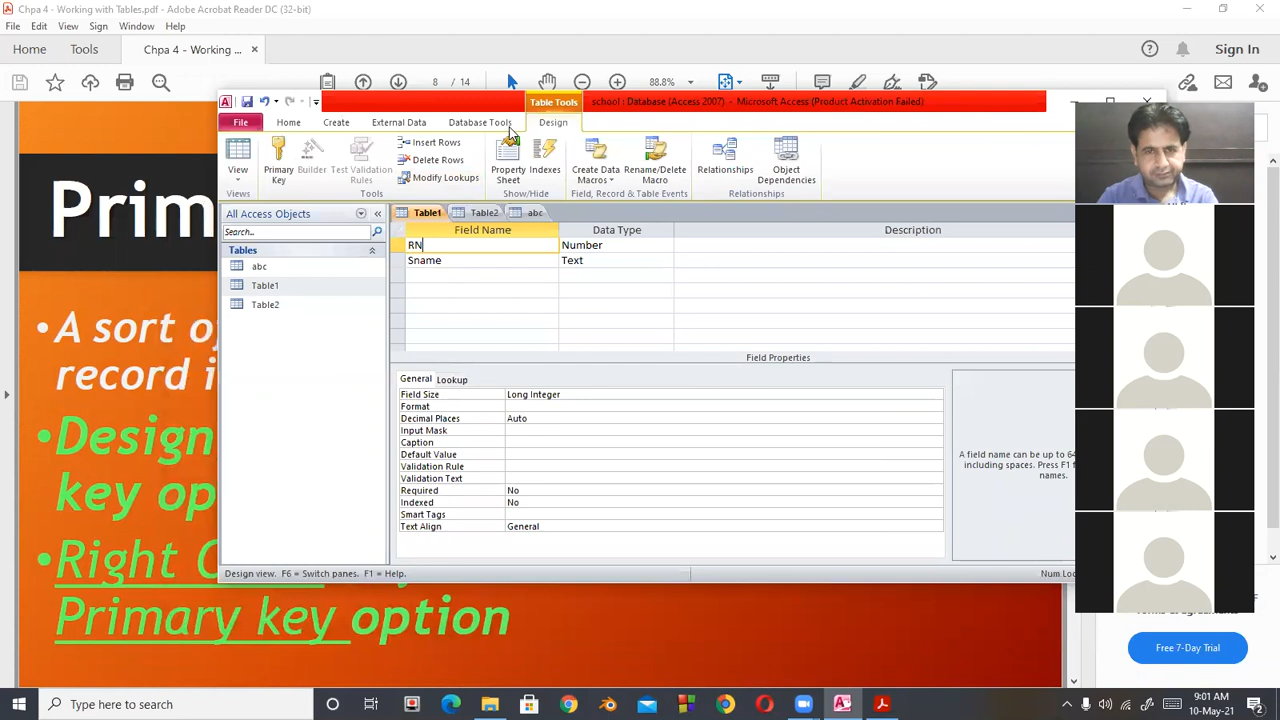 Chpa 4 - Working with Tables.pdf - Adobe Acrobat Reader DC (32-bit)
File Edit View Sign Window Help
Home Tools Chpa 4 - Working ... × Sign In
8 / 14 88.8%
Table Tools school : Database (Access 2007) - Microsoft Access (Product Activation Failed)
File Home Create External Data Database Tools Design
View
Primary Key
Builder
Test Validation Rules
Insert Rows
Delete Rows
Modify Lookups
Property Sheet
Indexes
Create Data Macros
Rename/Delete Macro
Relationships
Object Dependencies
Views Tools Show/Hide Field, Record & Table Events Relationships
All Access Objects
Search...
Tables
abc
Table1
Table2
Table1 Table2 abc
Field Name Data Type Description
RN Number
Sname Text
Field Properties
General Lookup
Field Size Long Integer
Format
Decimal Places Auto
Input Mask
Caption
Default Value
Validation Rule
Validation Text
Required No
Indexed No
Smart Tags
Text Align General
A field name can be up to 64
including spaces. Press F1 f
names.
Design view. F6 = Switch panes. F1 = Help. Num Loc
Prim
•A sort o
record i
•Design
key op
•Right C
Primary key option
Free 7-Day Trial
Type here to search
9:01 AM
10-May-21
2